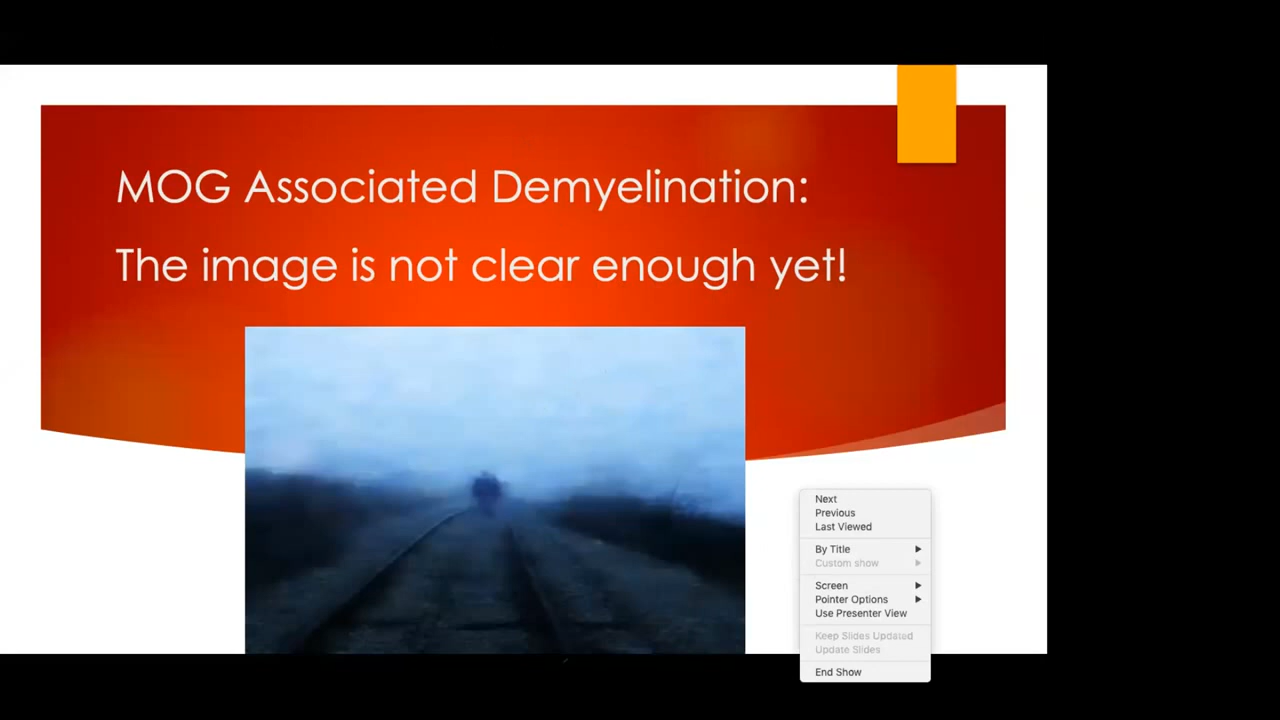 MOG Associated Demyelination:
The image is not clear enough yet!
Next
Previous
Last Viewed
By Title
Custom show
Screen
Pointer Options
Use Presenter View
Keep Slides Updated
Update Slides
End Show